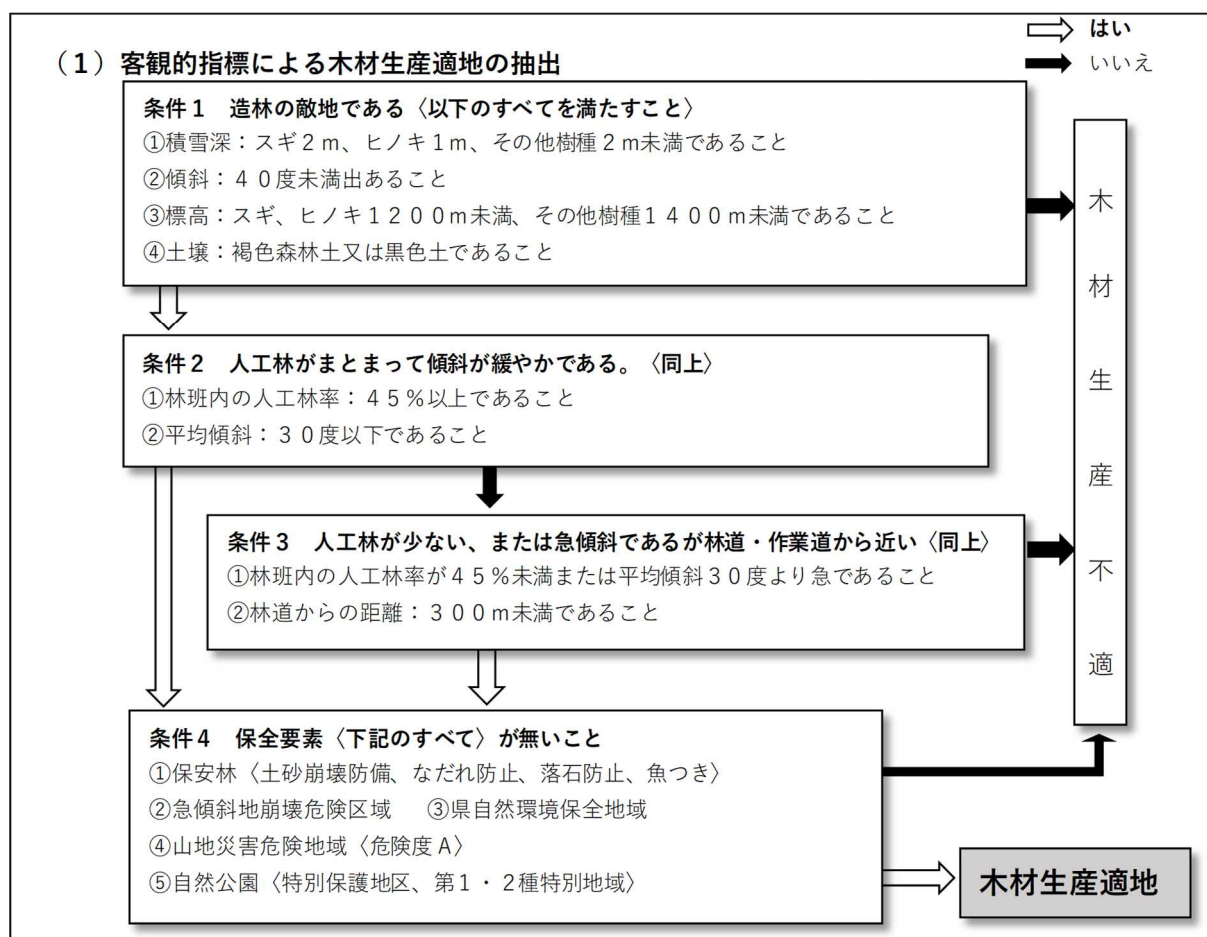 はい
いいえ
（１）客観的指標による木材生産適地の抽出
条件１　造林の敵地である〈以下のすべてを満たすこと〉
①積雪深：スギ２ｍ、ヒノキ１ｍ、その他樹種２ｍ未満であること
②傾斜：４０度未満出あること
③標高：スギ、ヒノキ１２００ｍ未満、その他樹種１４００ｍ未満であること
④土壌：褐色森林土又は黒色土であること
条件２　人工林がまとまって傾斜が緩やかである。〈同上〉
①林班内の人工林率：４５％以上であること
②平均傾斜：３０度以下であること
条件３　人工林が少ない、または急傾斜であるが林道・作業道から近い〈同上〉
①林班内の人工林率が４５％未満または平均傾斜３０度より急であること
②林道からの距離：３００ｍ未満であること
条件４　保全要素〈下記のすべて〉が無いこと
①保安林〈土砂崩壊防備、なだれ防止、落石防止、魚つき〉
②急傾斜地崩壊危険区域　③県自然環境保全地域
④山地災害危険地域〈危険度Ａ〉
⑤自然公園〈特別保護地区、第１・２種特別地域〉
木材生産不適
木材生産適地